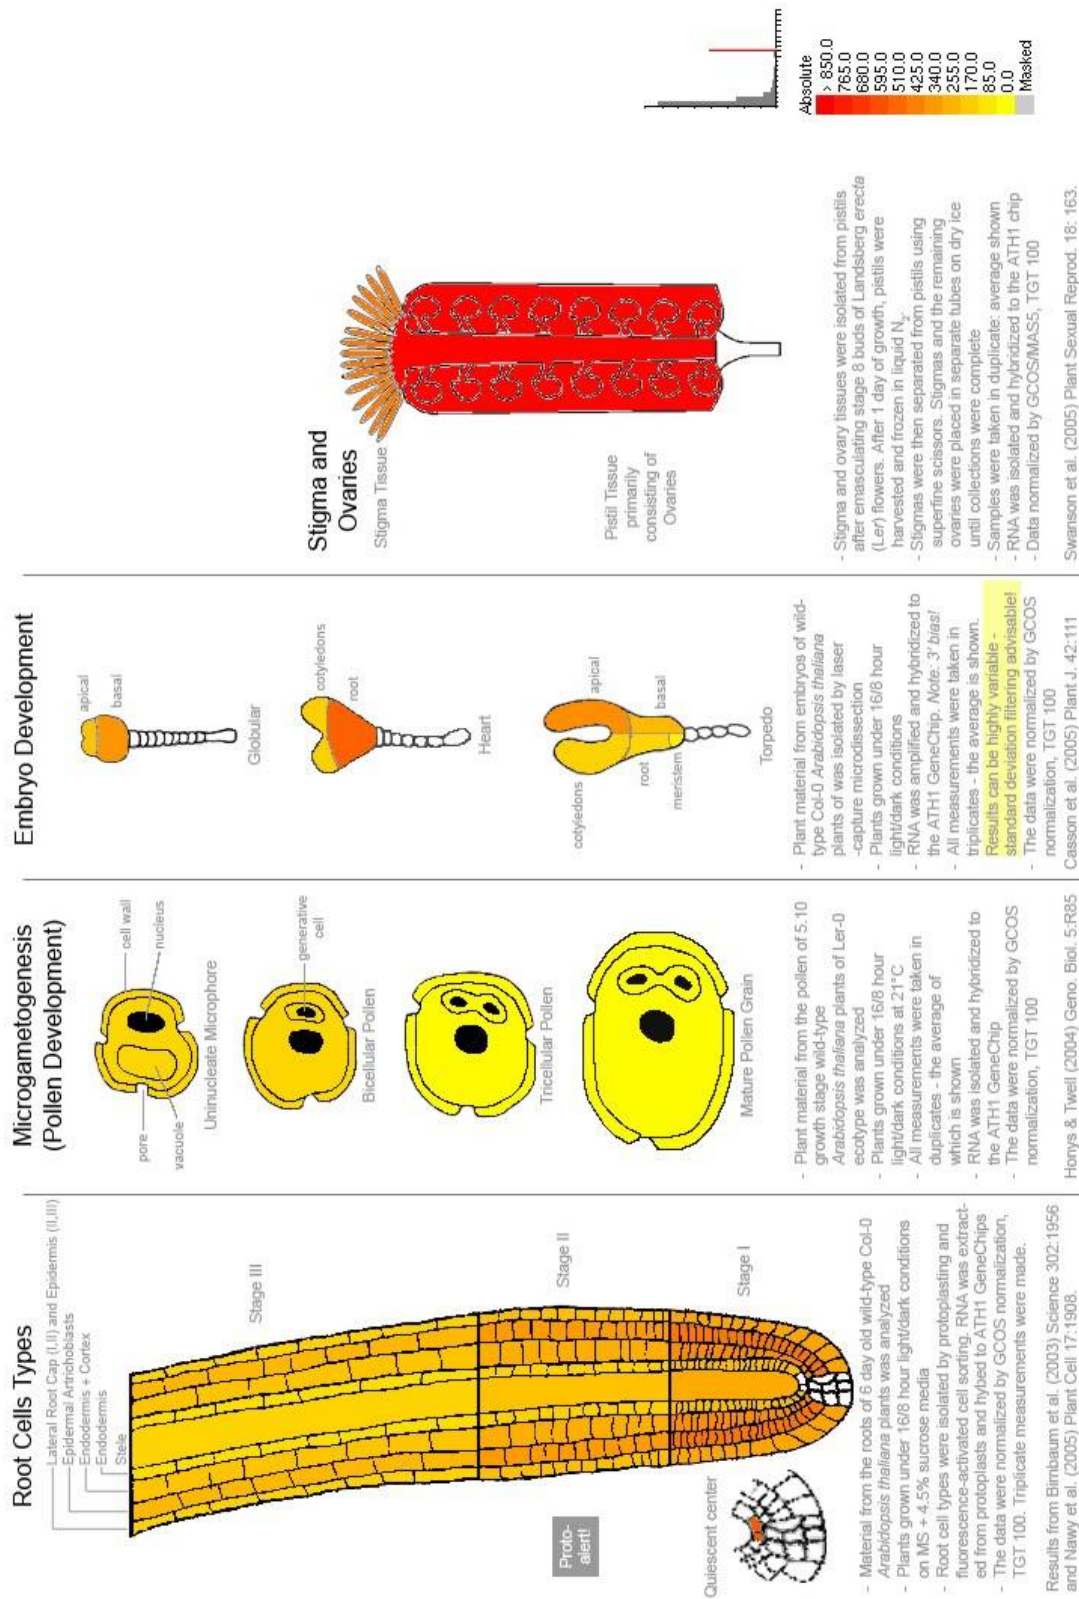 Root Cells Types
Lateral Root Cap (I,II) and Epidermis (II,III)
Epidermal Artrichoblasts
Endodermis + Cortex
Endodermis
Stele
Stage III
Stage II
Stage I
Proto-
alert!
Quiescent center
- Material from the roots of 6 day old wild-type Col-0
Arabidopsis thaliana plants was analyzed
- Plants grown under 16/8 hour light/dark conditions
on MS + 4.5% sucrose media
- Root cell types were isolated by protoplasting and
fluorescence-activated cell sorting. RNA was extract-
ed from protoplasts and hybed to ATH1 GeneChips
- The data were normalized by GCOS normalization,
TGT 100. Triplicate measurements were made.
Results from Birnbaum et al. (2003) Science 302:1956
and Nawy et al. (2005) Plant Cell 17:1908.
Microgametogenesis
(Pollen Development)
cell wall
nucleus
pore
vacuole
Uninucleate Microphore
generative
cell
Bicellular Pollen
Tricellular Pollen
Mature Pollen Grain
- Plant material from the pollen of 5.10
growth stage wild-type
Arabidopsis thaliana plants of Ler-0
ecotype was analyzed
- Plants grown under 16/8 hour
light/dark conditions at 21°C
- All measurements were taken in
duplicates - the average of
which is shown
- RNA was isolated and hybridized to
the ATH1 GeneChip
- The data were normalized by GCOS
normalization, TGT 100
Honys & Twell (2004) Geno. Biol. 5:R85
Embryo Development
apical
basal
Globular
cotyledons
root
Heart
cotyledons
apical
root
basal
meristem
Torpedo
- Plant material from embryos of wild-
type Col-0 Arabidopsis thaliana
plants of was isolated by laser
-capture microdissection
- Plants grown under 16/8 hour
light/dark conditions
- RNA was amplified and hybridized to
the ATH1 GeneChip. Note: 3' bias!
- All measurements were taken in
triplicates - the average is shown.
Results can be highly variable -
standard deviation filtering advisable!
- The data were normalized by GCOS
normalization, TGT 100
Casson et al. (2005) Plant J. 42:111
Stigma and
Ovaries
Stigma Tissue
Pistil Tissue
primarily
consisting of
Ovaries
- Stigma and ovary tissues were isolated from pistils
after emasculating stage 8 buds of Landsberg erecta
(Ler) flowers. After 1 day of growth, pistils were
harvested and frozen in liquid N2.
- Stigmas were then separated from pistils using
superfine scissors. Stigmas and the remaining
ovaries were placed in separate tubes on dry ice
until collections were complete
- Samples were taken in duplicate: average shown
- RNA was isolated and hybridized to the ATH1 chip
- Data normalized by GCOS/MAS5, TGT 100
Swanson et al. (2005) Plant Sexual Reprod. 18: 163.
Absolute
> 850.0
765.0
680.0
595.0
510.0
425.0
340.0
255.0
170.0
85.0
0.0
Masked